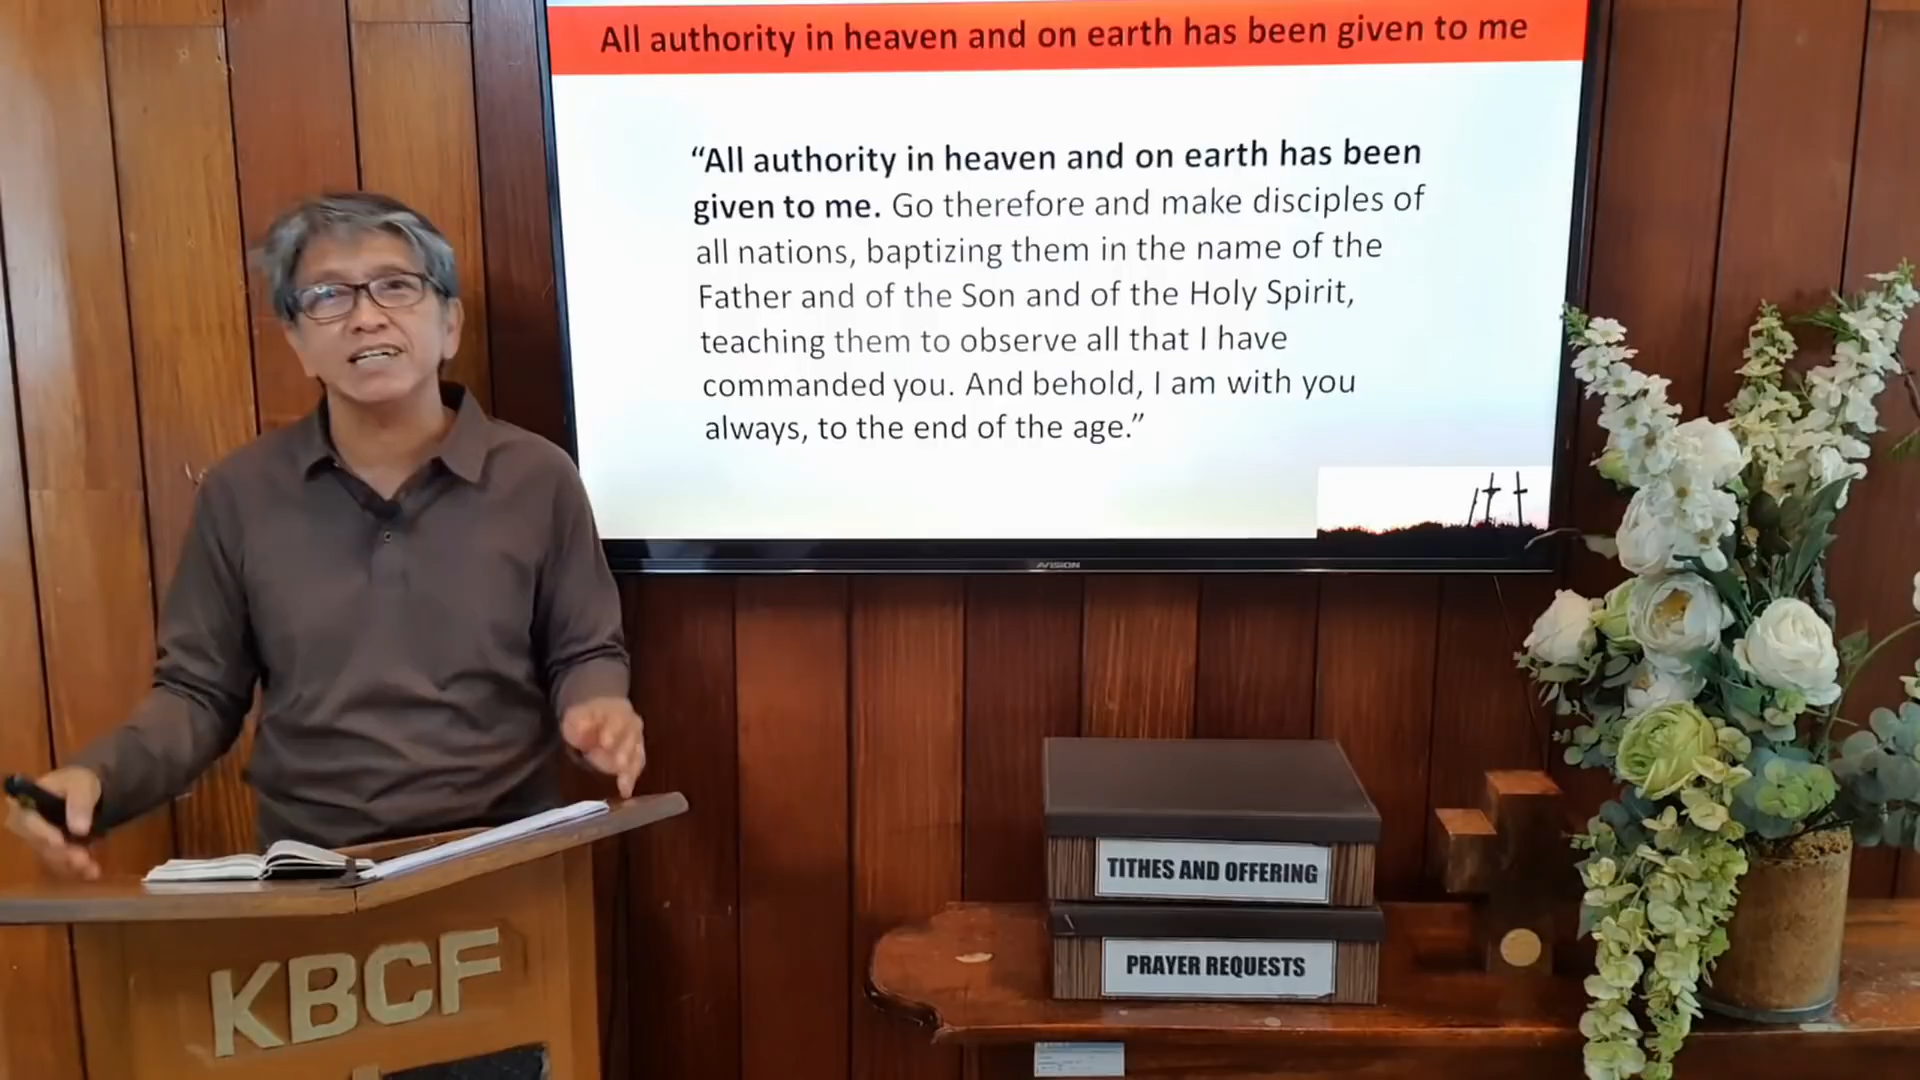 All authority in heaven and on earth has been given to me
“All authority in heaven and on earth has been
given to me. Go therefore and make disciples of
all nations, baptizing them in the name of the
Father and of the Son and of the Holy Spirit,
teaching them to observe all that I have
commanded you. And behold, I am with you
always, to the end of the age.”
AVISION
TITHES AND OFFERING
PRAYER REQUESTS
KBCF